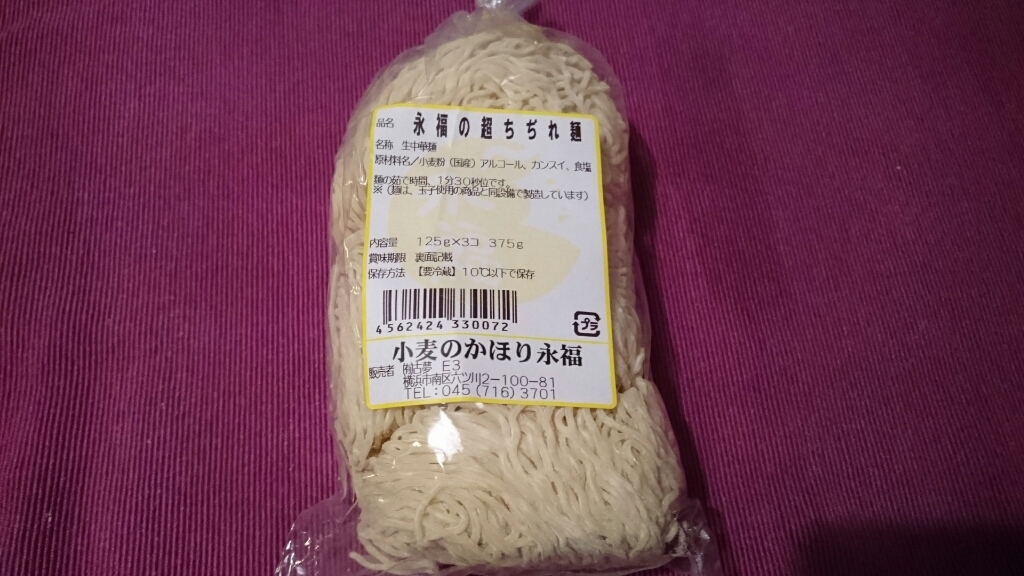 品名 永福の超ちぢれ麺
名称 生中華麺
原材料名/小麦粉(国産)アルコール、カンスイ、食塩
麺の茹で時間、1分30秒位です。
※(麺は、玉子使用の商品と同設備で製造しています)
内容量 125g×3コ 375g
賞味期限 裏面記載
保存方法 【要冷蔵】10℃以下で保存
4562424 330072
プラ
小麦のかほり永福
販売者 ㈲占夢 E3
横浜市南区六ツ川2-100-81
TEL:045(716)3701